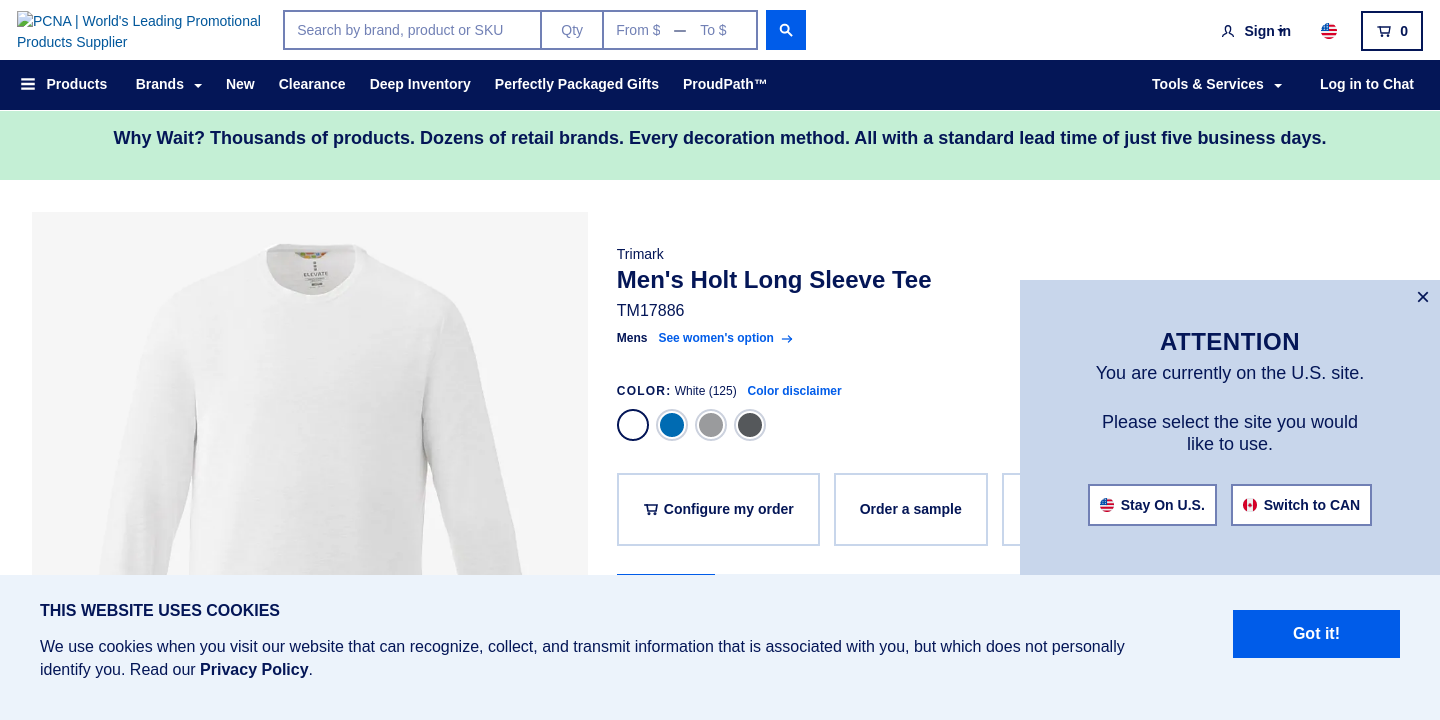 PCNA | World's Leading Promotional
Products Supplier
Search by brand, product or SKU
Qty
From $
To $
Sign in
0
Products
Brands
New
Clearance
Deep Inventory
Perfectly Packaged Gifts
ProudPath™
Tools & Services
Log in to Chat
Why Wait? Thousands of products. Dozens of retail brands. Every decoration method. All with a standard lead time of just five business days.
ELEVATE
Trimark
Men's Holt Long Sleeve Tee
TM17886
Mens See women's option
COLOR: White (125) Color disclaimer
Configure my order
Order a sample
ATTENTION
You are currently on the U.S. site.
Please select the site you would
like to use.
Stay On U.S.
Switch to CAN
THIS WEBSITE USES COOKIES
We use cookies when you visit our website that can recognize, collect, and transmit information that is associated with you, but which does not personally
identify you. Read our Privacy Policy.
Got it!